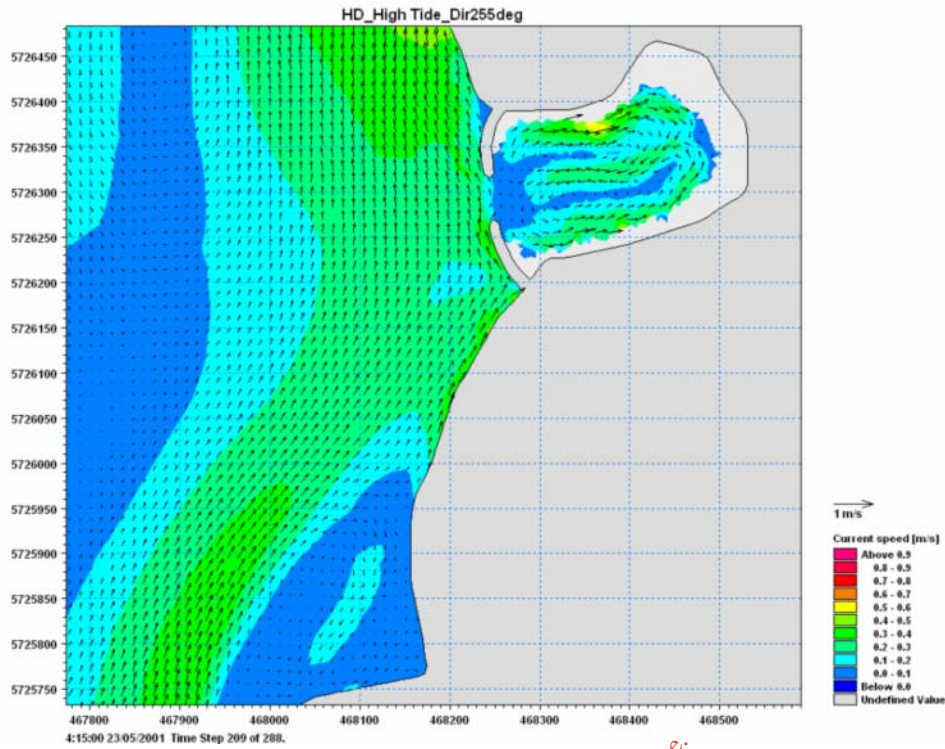 HD_High Tide_Dir255deg
5726450
5726400
5726350
5726300
5726250
5726200
5726150
5726100
5726050
5726000
5725950
5725900
5725850
5725800
5725750
467800 467900 468000 468100 468200 468300 468400 468500
4:15:00 23/05/2001 Time Step 209 of 288.
1 m/s
Current speed [m/s]
Above 0.9
0.8 - 0.9
0.7 - 0.8
0.6 - 0.7
0.5 - 0.6
0.4 - 0.5
0.3 - 0.4
0.2 - 0.3
0.1 - 0.2
0.0 - 0.1
Below 0.0
Undefined Value